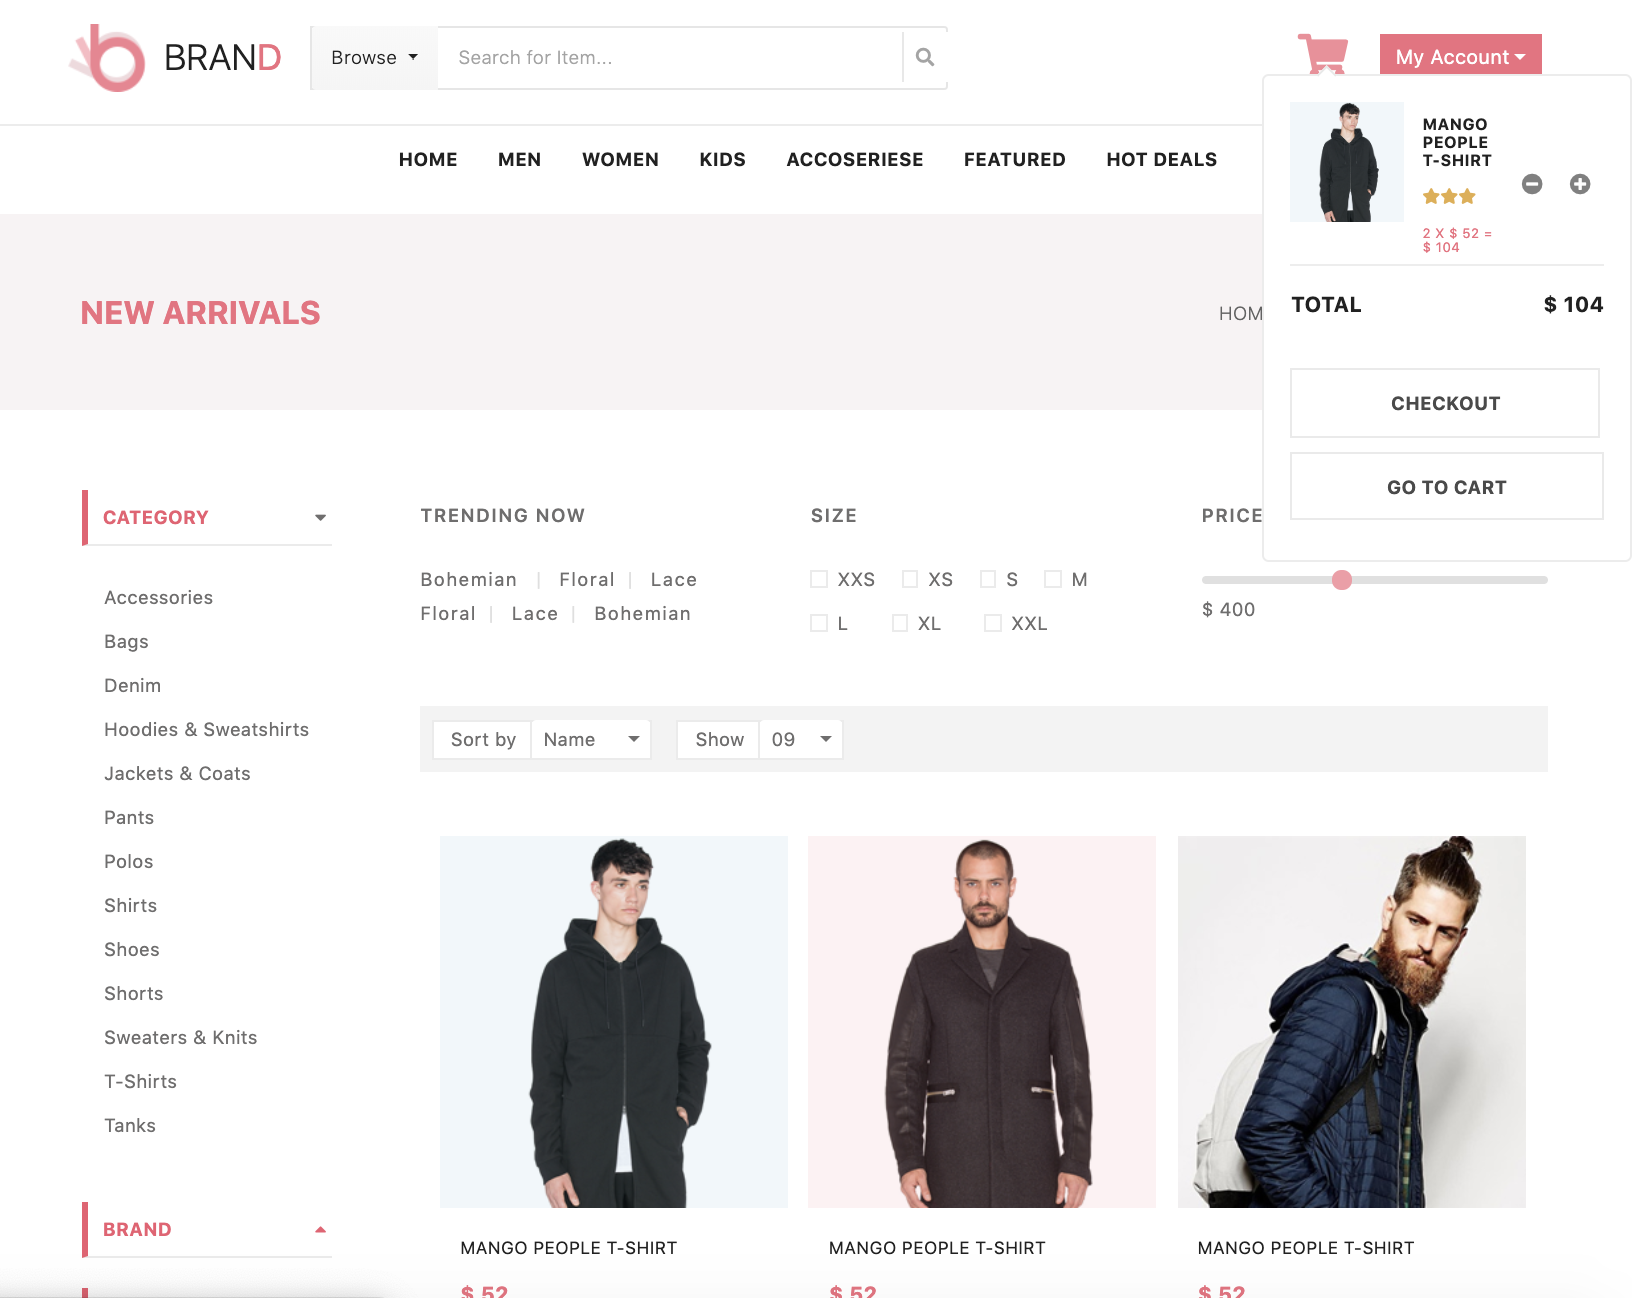 BRAND
Browse
Search for Item...
My Account
HOME MEN WOMEN KIDS ACCOSERIESE FEATURED HOT DEALS
MANGO
PEOPLE
T-SHIRT
2 X $ 52 =
$ 104
TOTAL $ 104
CHECKOUT
GO TO CART
NEW ARRIVALS
HOM
CATEGORY
Accessories
Bags
Denim
Hoodies & Sweatshirts
Jackets & Coats
Pants
Polos
Shirts
Shoes
Shorts
Sweaters & Knits
T-Shirts
Tanks
BRAND
TRENDING NOW
Bohemian | Floral | Lace
Floral | Lace | Bohemian
SIZE
XXS XS S M
L XL XXL
PRICE
$ 400
Sort by Name Show 09
MANGO PEOPLE T-SHIRT
$ 52
MANGO PEOPLE T-SHIRT
$ 52
MANGO PEOPLE T-SHIRT
$ 52